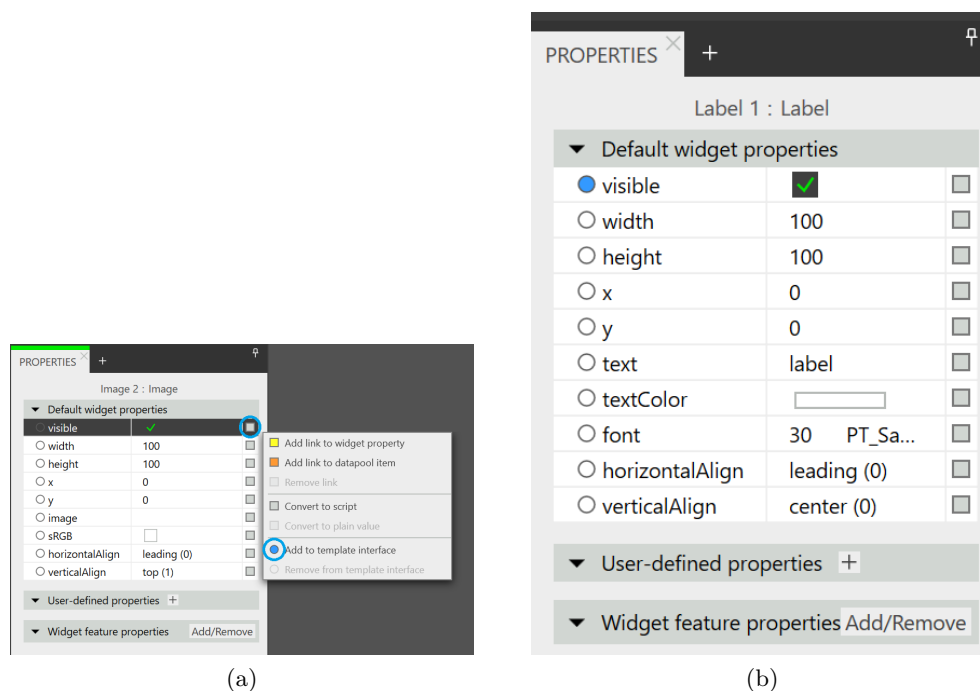 PROPERTIES +
Image 2 : Image
Default widget properties
visible
width 100
height 100
x 0
y 0
image
sRGB
horizontalAlign leading (0)
verticalAlign top (1)
User-defined properties +
Widget feature properties Add/Remove
Add link to widget property
Add link to datapool item
Remove link
Convert to script
Convert to plain value
Add to template interface
Remove from template interface
(a)
PROPERTIES +
Label 1 : Label
Default widget properties
visible
width 100
height 100
x 0
y 0
text label
textColor
font 30 PT_Sa...
horizontalAlign leading (0)
verticalAlign center (0)
User-defined properties +
Widget feature properties Add/Remove
(b)